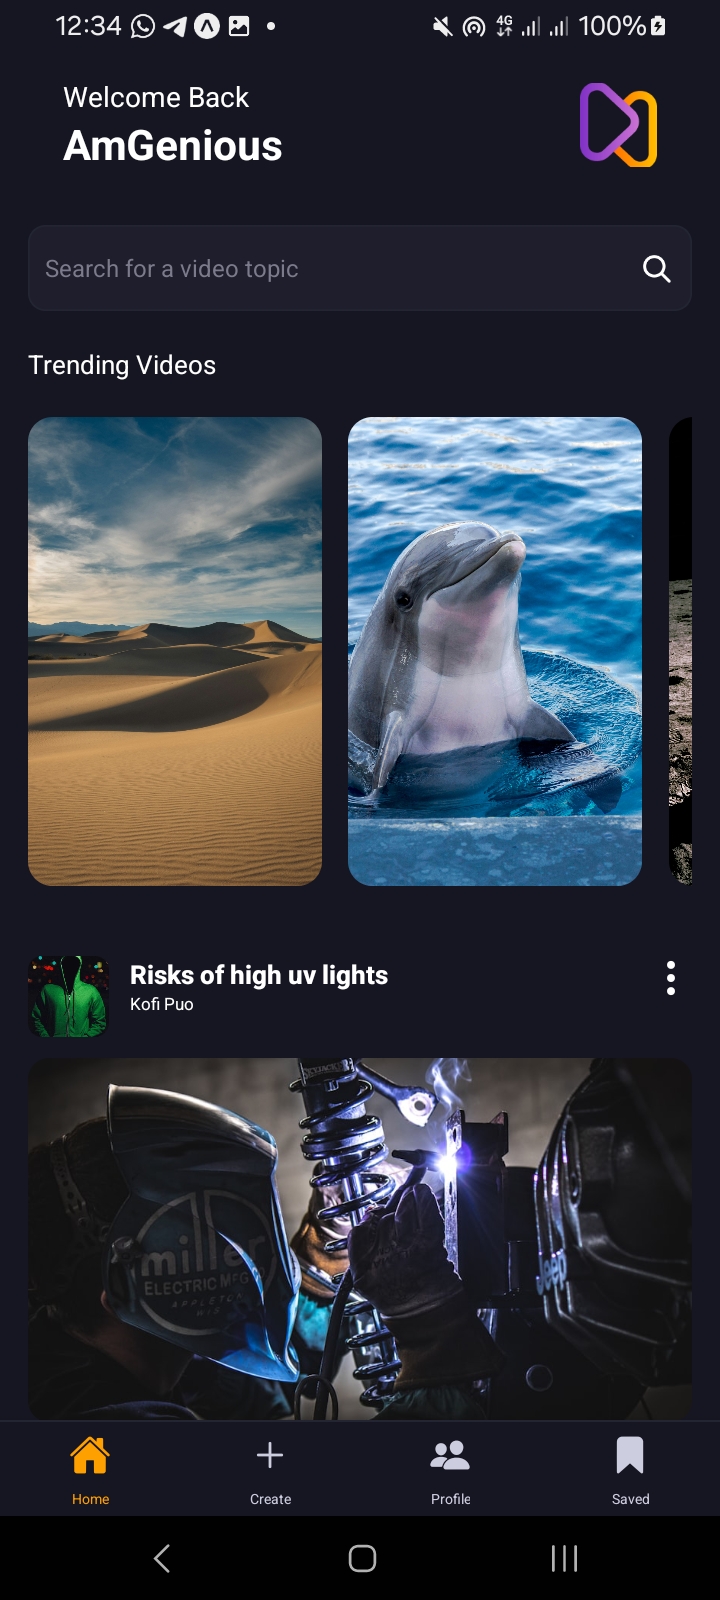 12:34
4G
100%
Welcome Back
AmGenious
Search for a video topic
Trending Videos
Risks of high uv lights
Kofi Puo
miller
ELECTRIC MFG
APPLETON
WIS
Jeep
Home
Create
Profile
Saved